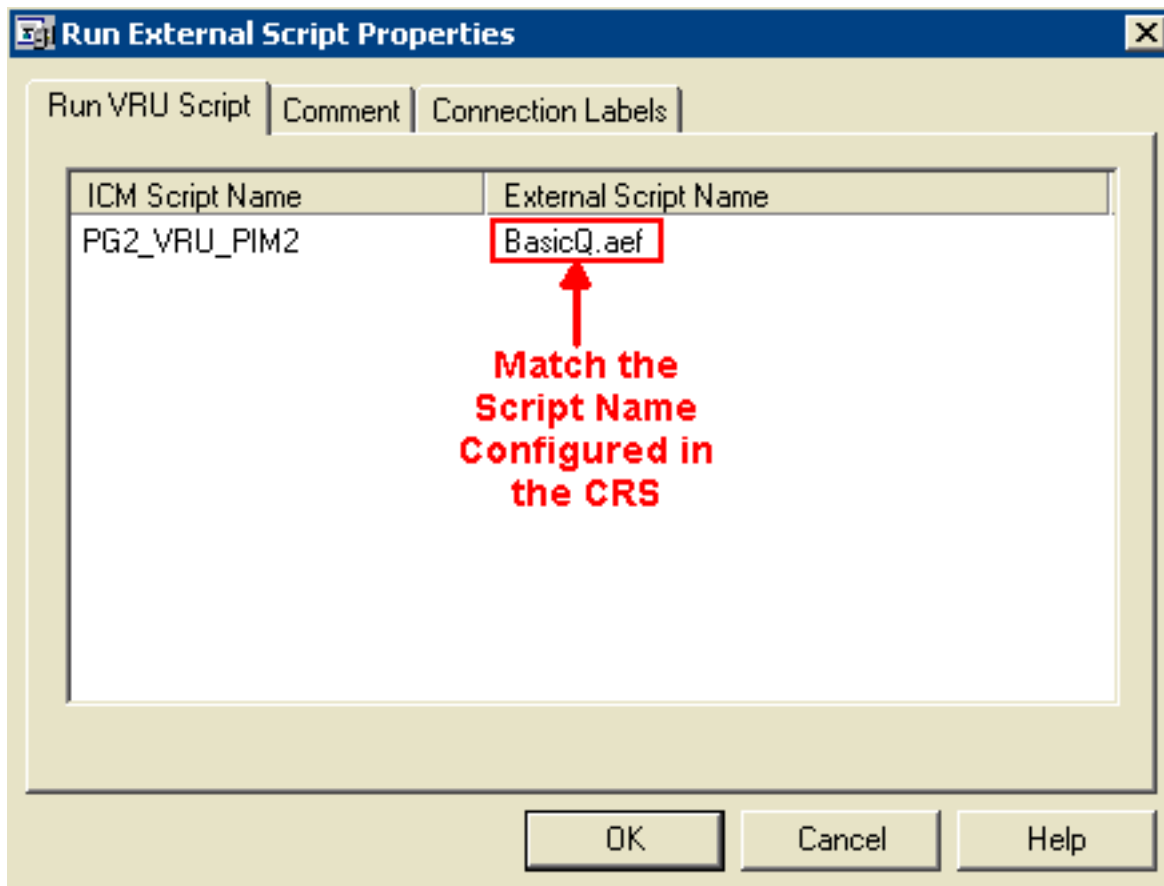 Run External Script Properties
Run VRU Script
Comment
Connection Labels
ICM Script Name
External Script Name
PG2_VRU_PIM2
BasicQ.aef
Match the
Script Name
Configured in
the CRS
OK
Cancel
Help